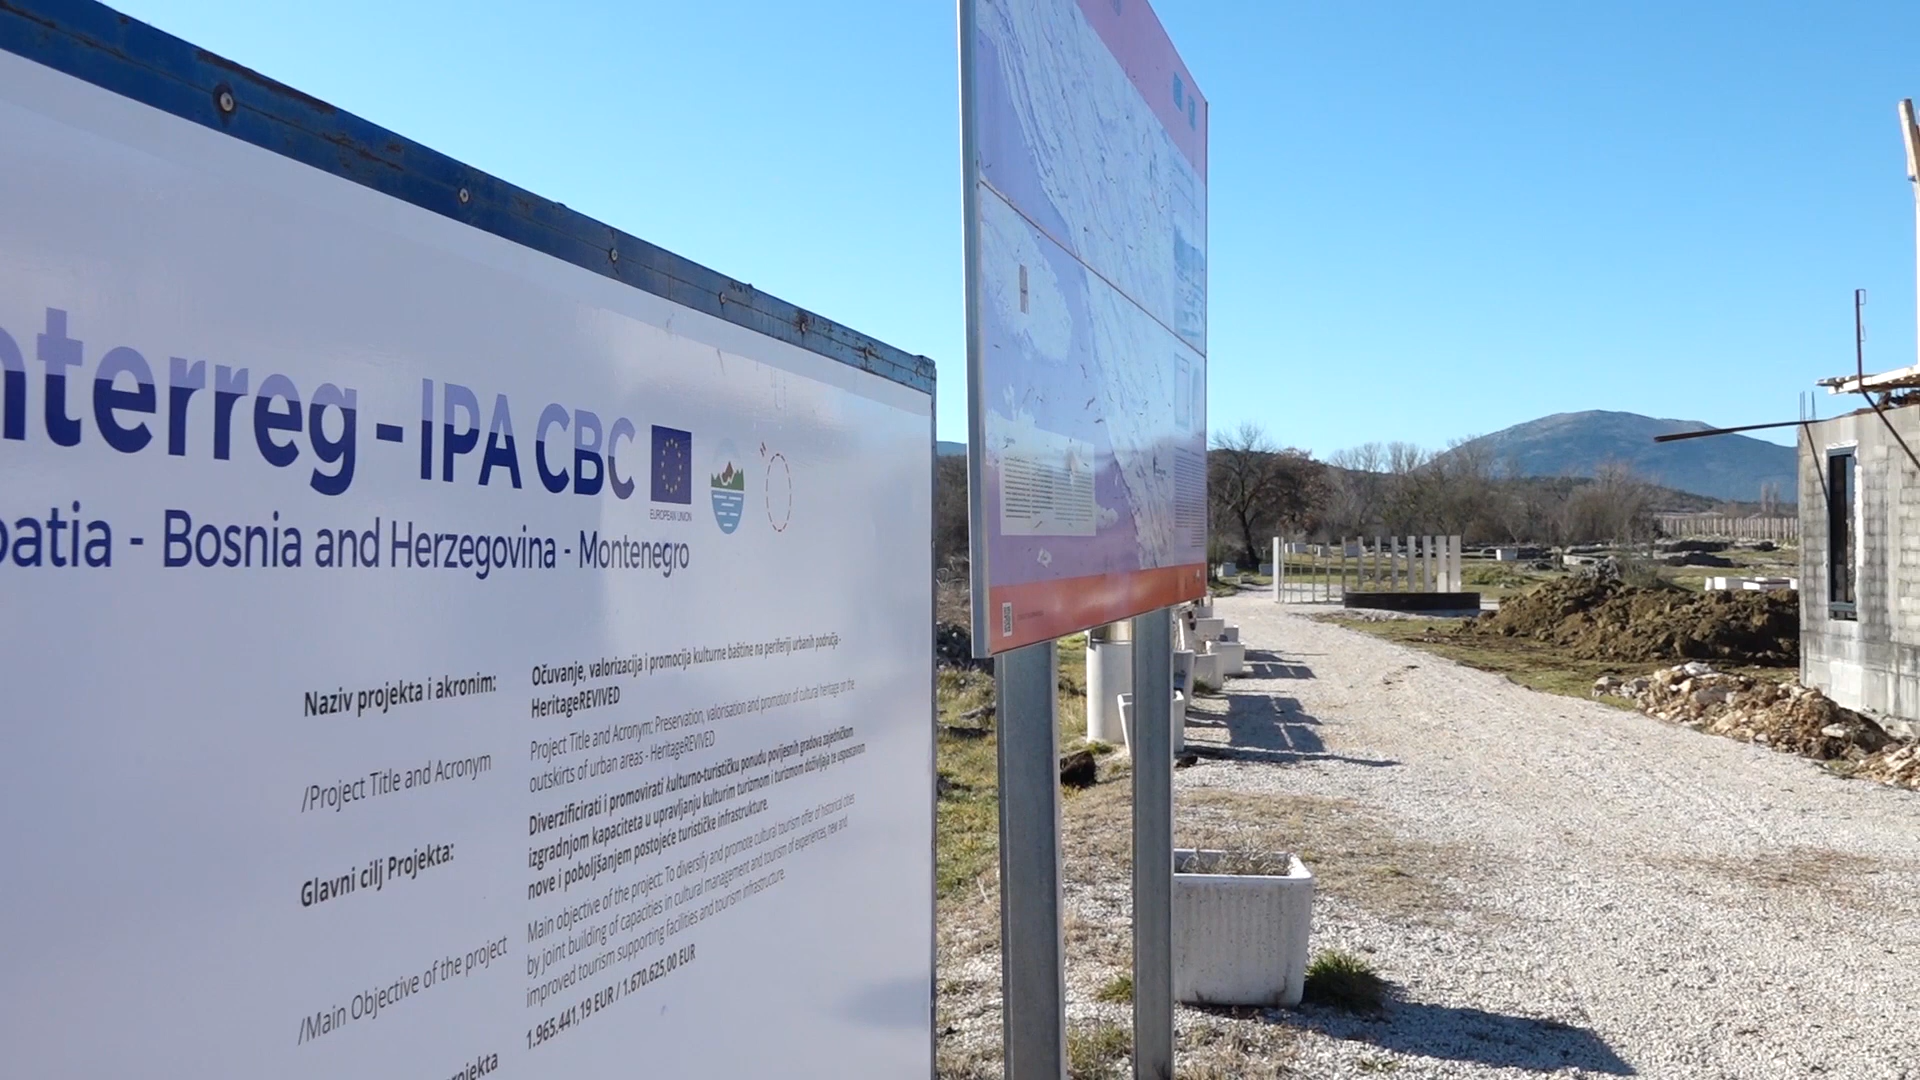 nterreg - IPA CBC
EUROPEAN UNION
oatia - Bosnia and Herzegovina - Montenegro
Naziv projekta i akronim:
Očuvanje, valorizacija i promocija kulturne baštine na periferiji urbanih područja -
HeritageREVIVED
/Project Title and Acronym
Project Title and Acronym: Preservation, valorisation and promotion of cultural heritage on the
outskirts of urban areas - HeritageREVIVED
Glavni cilj Projekta:
Diverzificirati i promovirati kulturno-turističku ponudu povijesnih gradova zajedničkom
izgradnjom kapaciteta u upravljanju kulturnim turizmom i turizmom doživljaja te uspostavom
nove i poboljšanjem postojeće turističke infrastrukture.
/Main Objective of the project
Main objective of the project: To diversify and promote cultural tourism offer of historical cities
by joint building of capacities in cultural management and tourism of experiences, new and
improved tourism supporting facilities and tourism infrastructure.
rojekta
1.965.441,19 EUR / 1.670.625,00 EUR